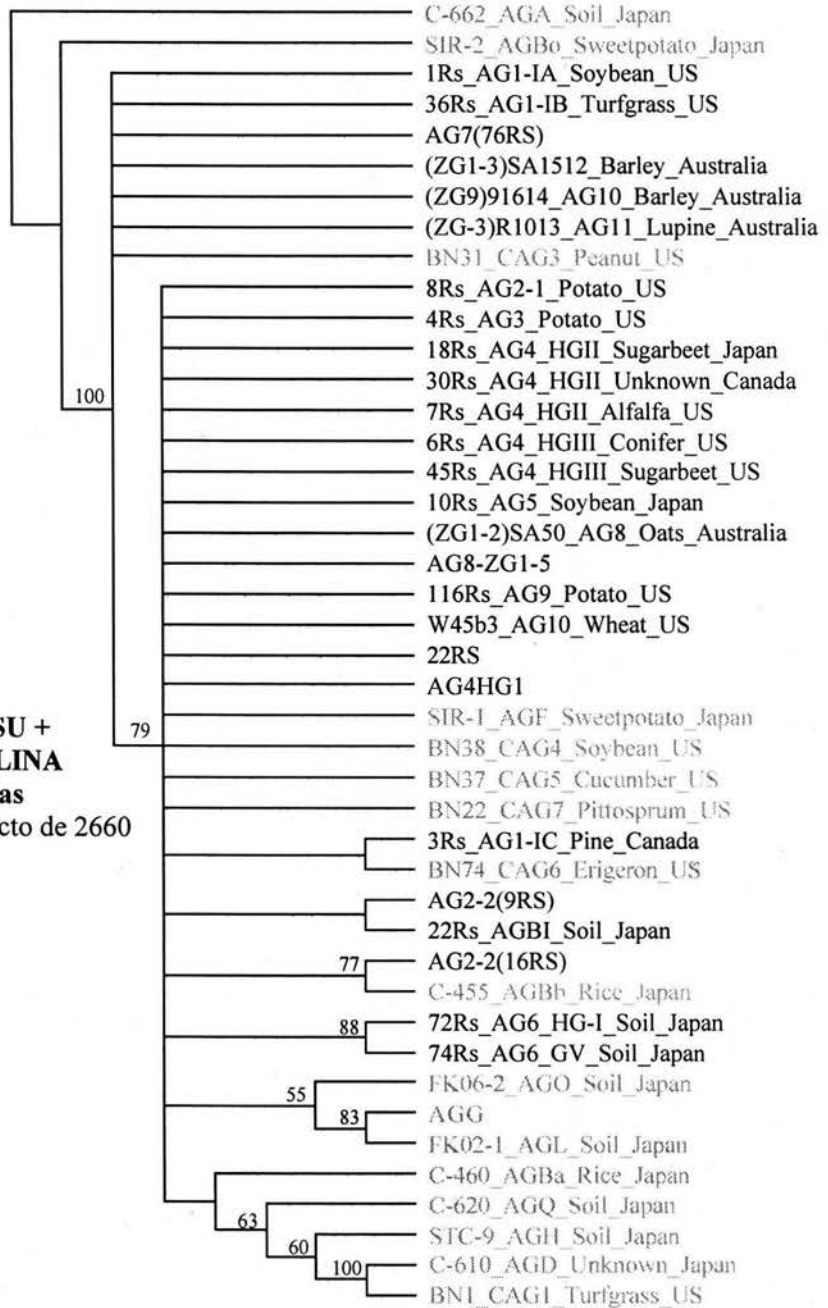 C-662_AGA_Soil_Japan
SIR-2_AGBo_Sweetpotato_Japan
1Rs_AG1-IA_Soybean_US
36Rs_AG1-IB_Turfgrass_US
AG7(76RS)
(ZG1-3)SA1512_Barley_Australia
(ZG9)91614_AG10_Barley_Australia
(ZG-3)R1013_AG11_Lupine_Australia
BN31_CAG3_Peanut_US
8Rs_AG2-1_Potato_US
4Rs_AG3_Potato_US
18Rs_AG4_HGII_Sugarbeet_Japan
30Rs_AG4_HGII_Unknown_Canada
100
7Rs_AG4_HGII_Alfalfa_US
6Rs_AG4_HGIII_Conifer_US
45Rs_AG4_HGIII_Sugarbeet_US
10Rs_AG5_Soybean_Japan
(ZG1-2)SA50_AG8_Oats_Australia
AG8-ZG1-5
116Rs_AG9_Potato_US
W45b3_AG10_Wheat_US
22RS
AG4HG1
SIR-1_AGF_Sweetpotato_Japan
SU +
79
BN38_CAG4_Soybean_US
LINA
BN37_CAG5_Cucumber_US
as
BN22_CAG7_Pittosprum_US
cto de 2660
3Rs_AG1-IC_Pine_Canada
BN74_CAG6_Erigeron_US
AG2-2(9RS)
22Rs_AGBI_Soil_Japan
77
AG2-2(16RS)
C-455_AGBb_Rice_Japan
88
72Rs_AG6_HG-I_Soil_Japan
74Rs_AG6_GV_Soil_Japan
FK06-2_AGO_Soil_Japan
55
AGG
83
FK02-1_AGL_Soil_Japan
C-460_AGBa_Rice_Japan
C-620_AGQ_Soil_Japan
63
STC-9_AGH_Soil_Japan
60
C-610_AGD_Unknown_Japan
100
BN1_CAG1_Turfgrass_US